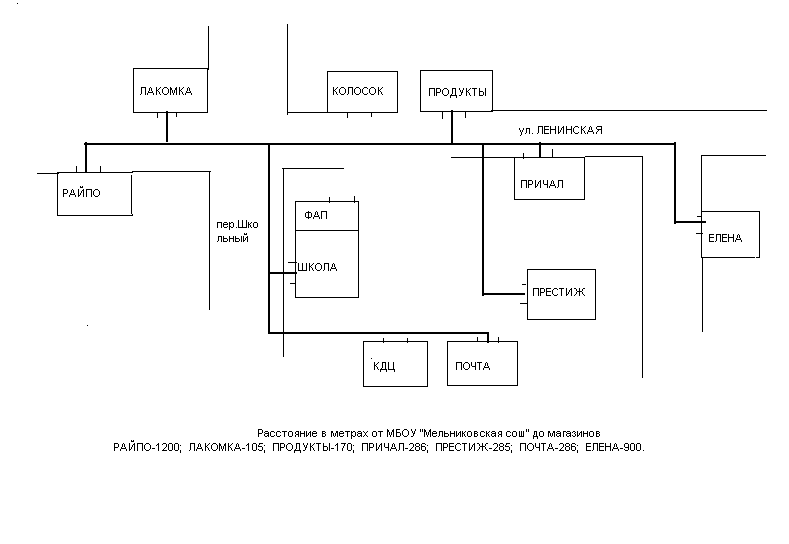 ЛАКОМКА
КОЛОСОК
ПРОДУКТЫ
ул. ЛЕНИНСКАЯ
РАЙПО
ПРИЧАЛ
ФАП
пер.Шко
льный
ЕЛЕНА
ШКОЛА
ПРЕСТИЖ
КДЦ
ПОЧТА
Расстояние в метрах от МБОУ "Мельниковская сош" до магазинов
РАЙПО-1200; ЛАКОМКА-105; ПРОДУКТЫ-170; ПРИЧАЛ-286; ПРЕСТИЖ-285; ПОЧТА-286; ЕЛЕНА-900.